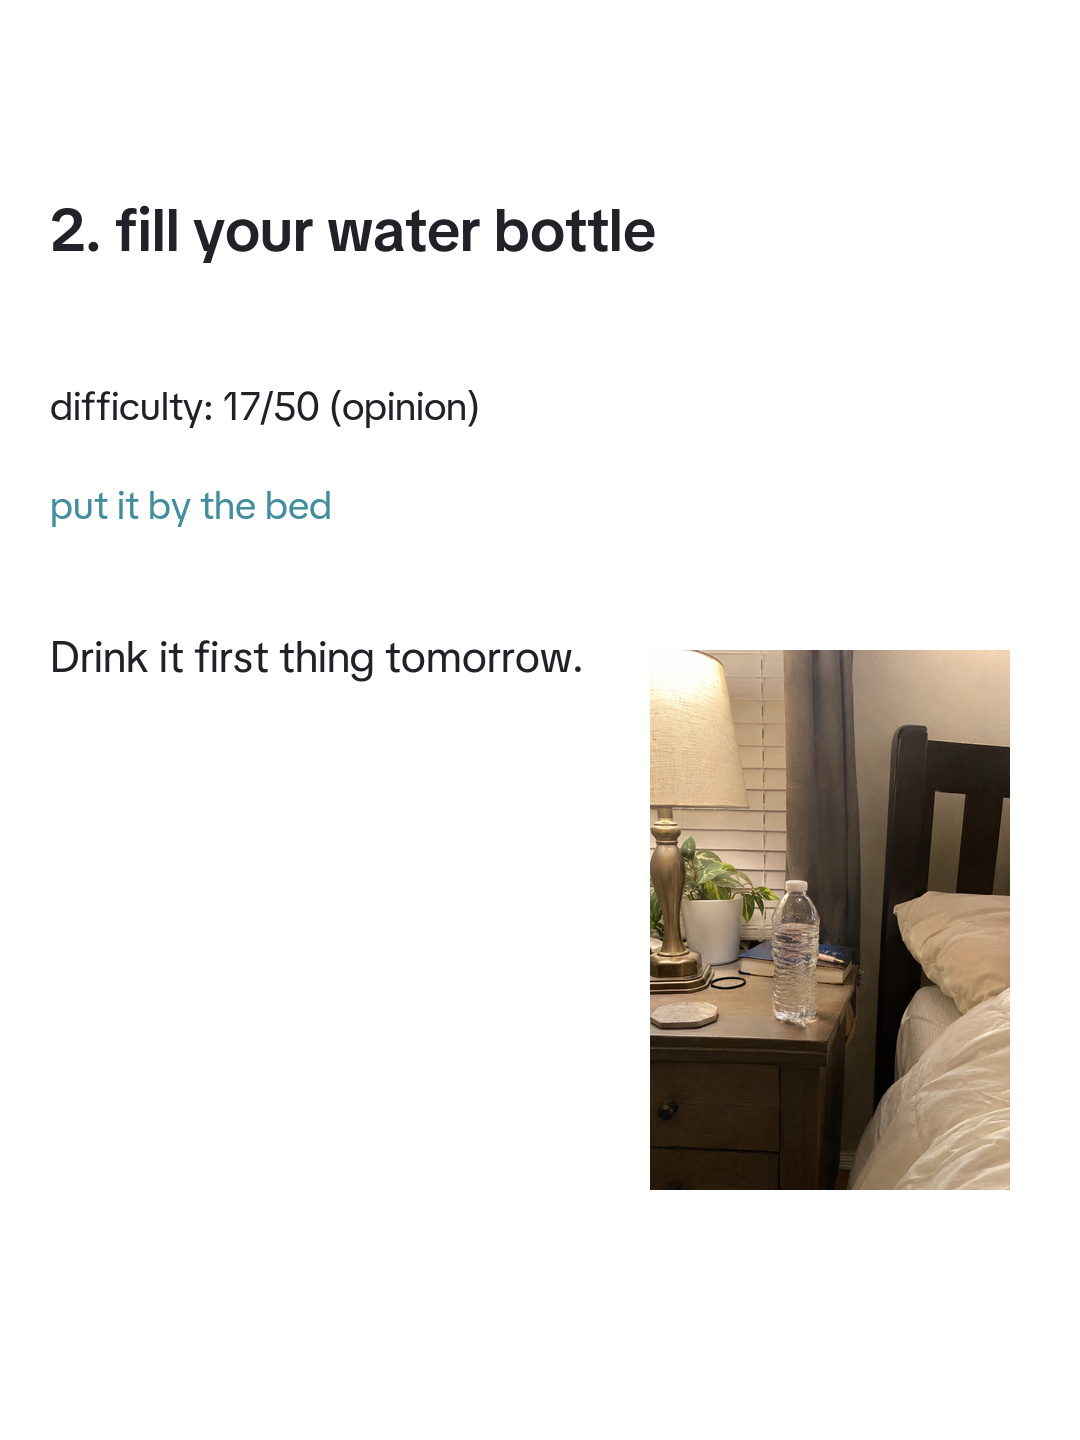 2. fill your water bottle
difficulty: 17/50 (opinion)
put it by the bed
Drink it first thing tomorrow.